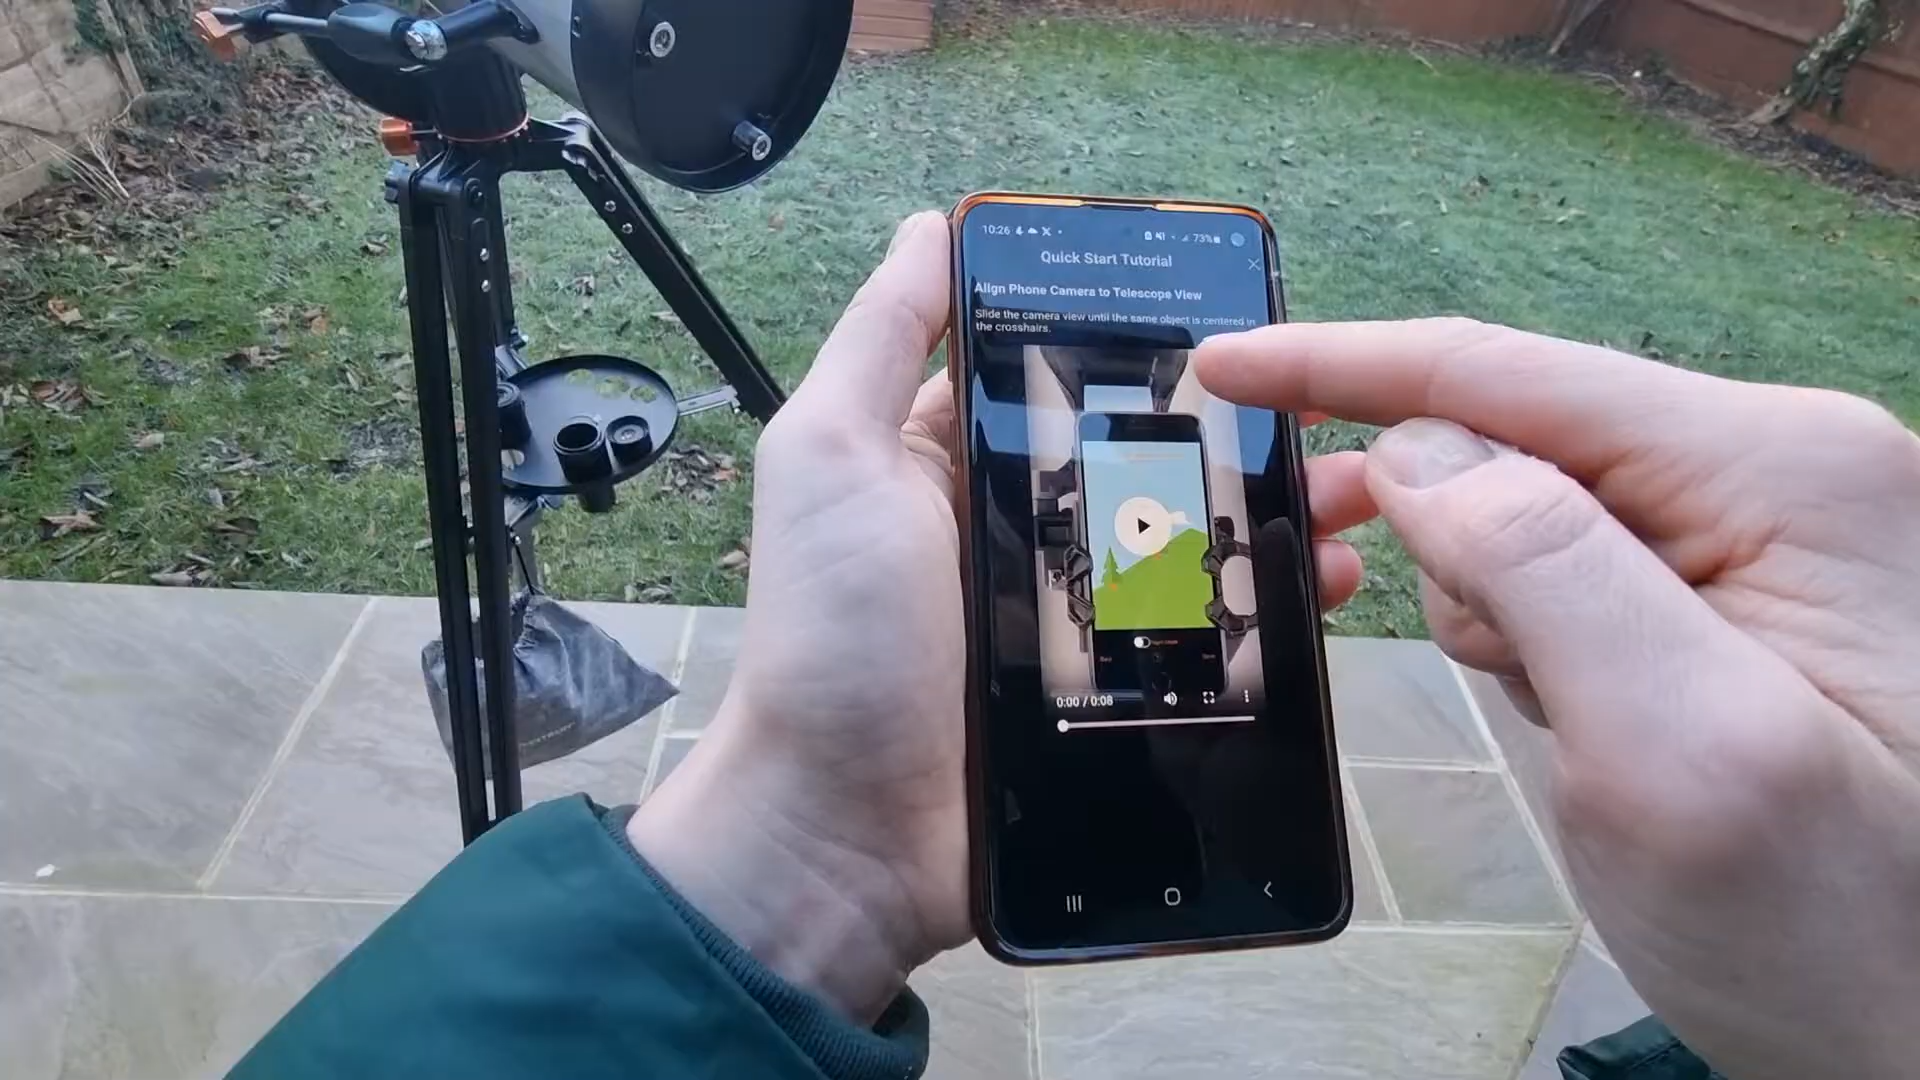 10:26
73%
Quick Start Tutorial
Align Phone Camera to Telescope View
Slide the camera view until the same object is centered in
the crosshairs.
0:00 / 0:08